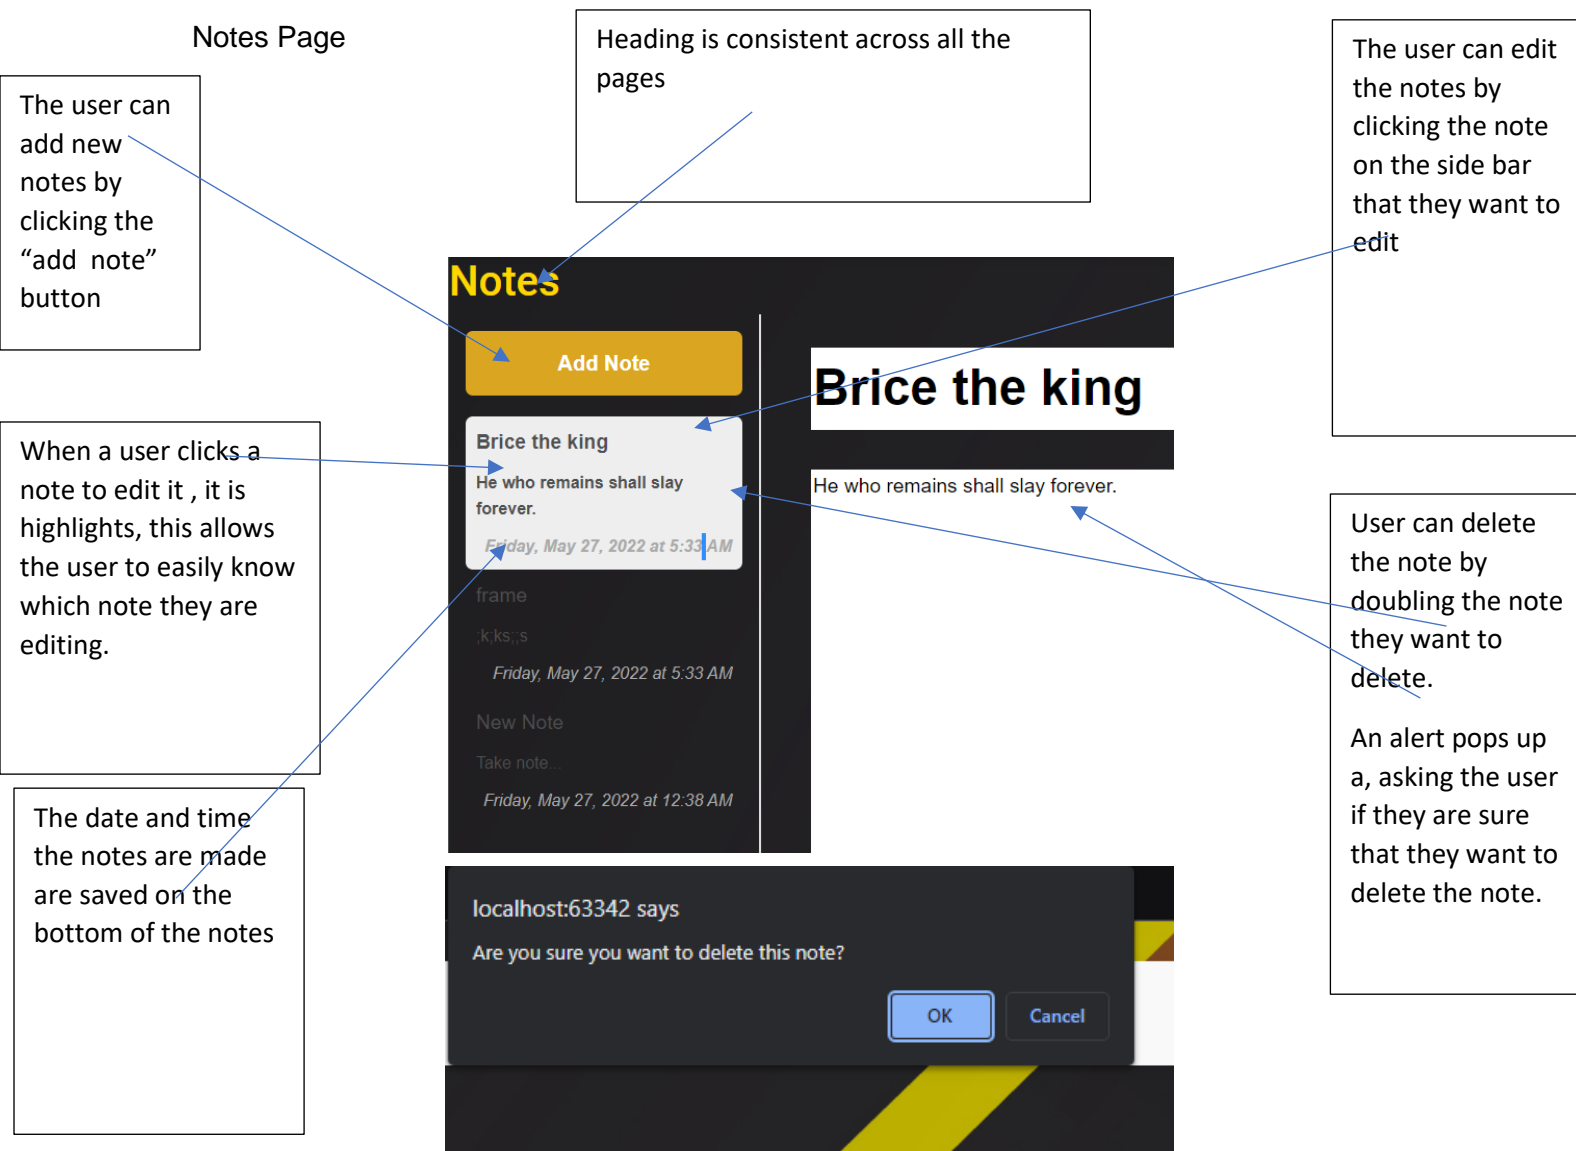 Notes Page
Heading is consistent across all the
pages
The user can edit
the notes by
clicking the note
on the side bar
that they want to
edit
The user can
add new
notes by
clicking the
“add  note”
button
Notes
Add Note
Brice the king
He who remains shall slay
forever.
Friday, May 27, 2022 at 5:33 AM
frame
;k;ks;;s
Friday, May 27, 2022 at 5:33 AM
New Note
Take note...
Friday, May 27, 2022 at 12:38 AM
Brice the king
He who remains shall slay forever.
When a user clicks a
note to edit it , it is
highlights, this allows
the user to easily know
which note they are
editing.
User can delete
the note by
doubling the note
they want to
delete.
An alert pops up
a, asking the user
if they are sure
that they want to
delete the note.
The date and time
the notes are made
are saved on the
bottom of the notes
localhost:63342 says
Are you sure you want to delete this note?
OK
Cancel